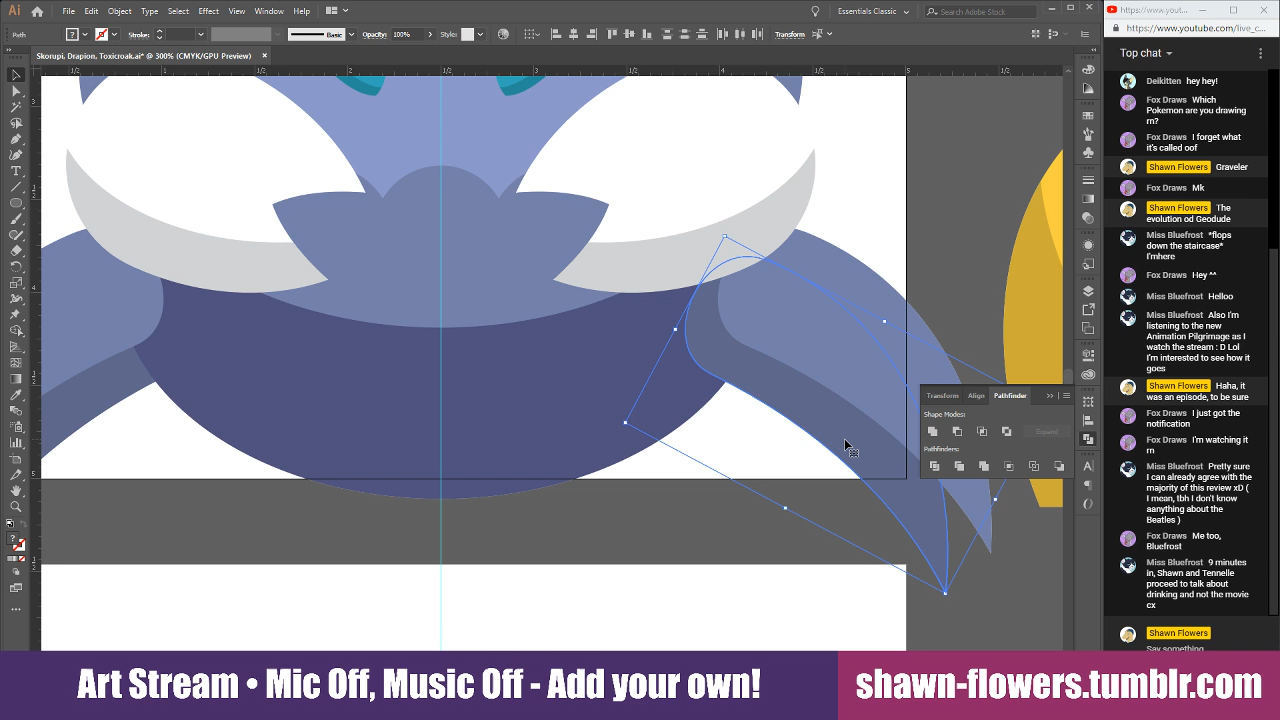 Ai File Edit Object Type Select Effect View Window Help Essentials Classic Search Adobe Stock
Path Stroke: Basic Opacity: 100% Style: Transform
Skorupi, Drapion, Toxicroak.ai* @ 300% (CMYK/GPU Preview) ×
Transform Align Pathfinder
Shape Modes:
Expand
Pathfinders:
https://www...
https://www.youtube.com/live_c...
Top chat
Deikitten hey hey!
Fox Draws Which
Pokemon are you drawing
rn?
Fox Draws I forget what
it's called oof
Shawn Flowers Graveler
Fox Draws Mk
Shawn Flowers The
evolution od Geodude
Miss Bluefrost *flops
down the staircase*
I'mhere
Fox Draws Hey ^^
Miss Bluefrost Helloo
Miss Bluefrost Also I'm
listening to the new
Animation Pilgrimage as I
watch the stream : D Lol
I'm interested to see how it
goes
Shawn Flowers Haha, it
was an episode, to be sure
Fox Draws I just got the
notification
Fox Draws I'm watching it
rn
Miss Bluefrost Pretty sure
I can already agree with
the majority of this review xD (
I mean, tbh I don't know
aanything about the
Beatles )
Fox Draws Me too,
Bluefrost
Miss Bluefrost 9 minutes
in, Shawn and Tennelle
proceed to talk about
drinking and not the movie
cx
Shawn Flowers
Say something...
Art Stream • Mic Off, Music Off - Add your own!
shawn-flowers.tumblr.com